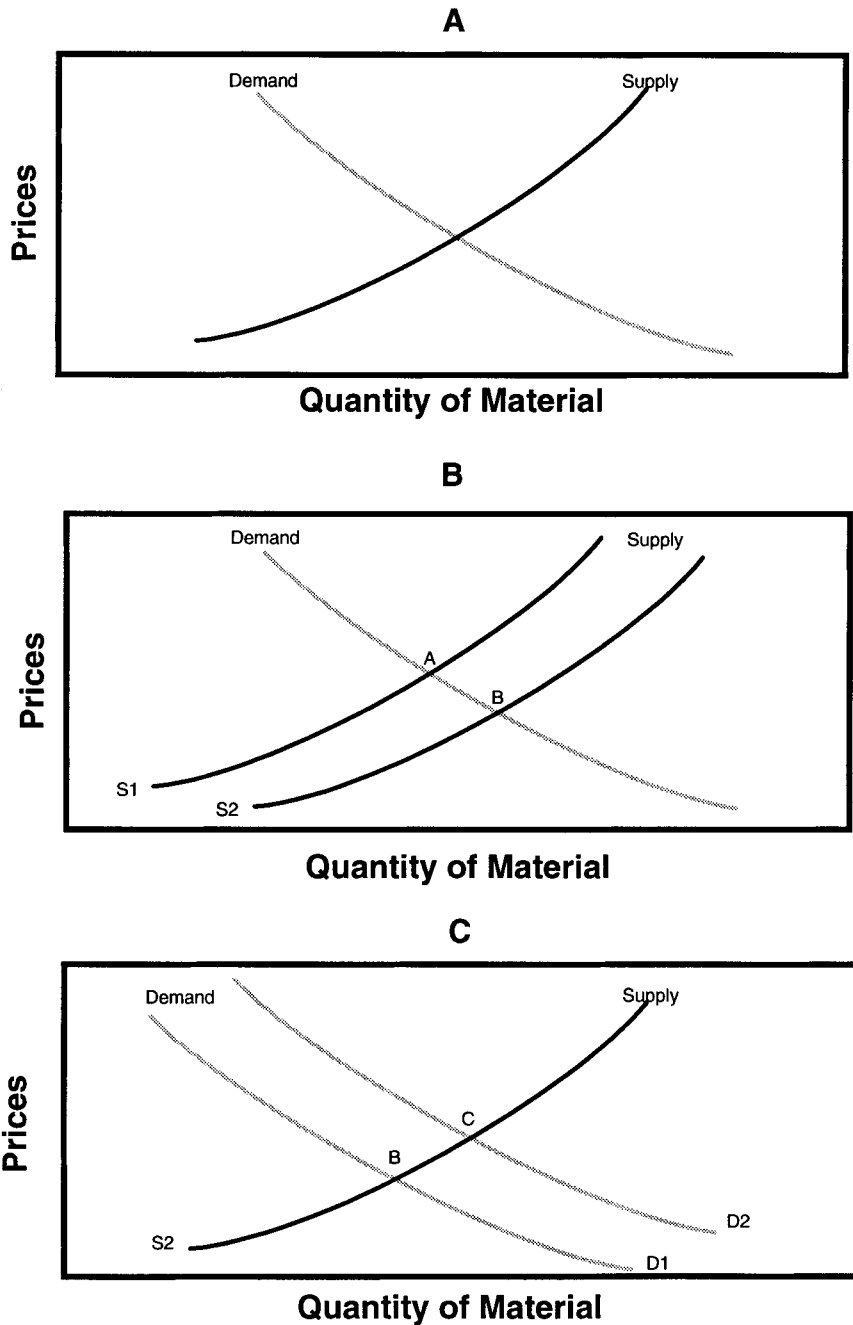 A
Demand
Supply
Prices
Quantity of Material
B
Demand
Supply
A
B
Prices
S1
S2
Quantity of Material
C
Demand
Supply
C
B
Prices
S2
D2
D1
Quantity of Material